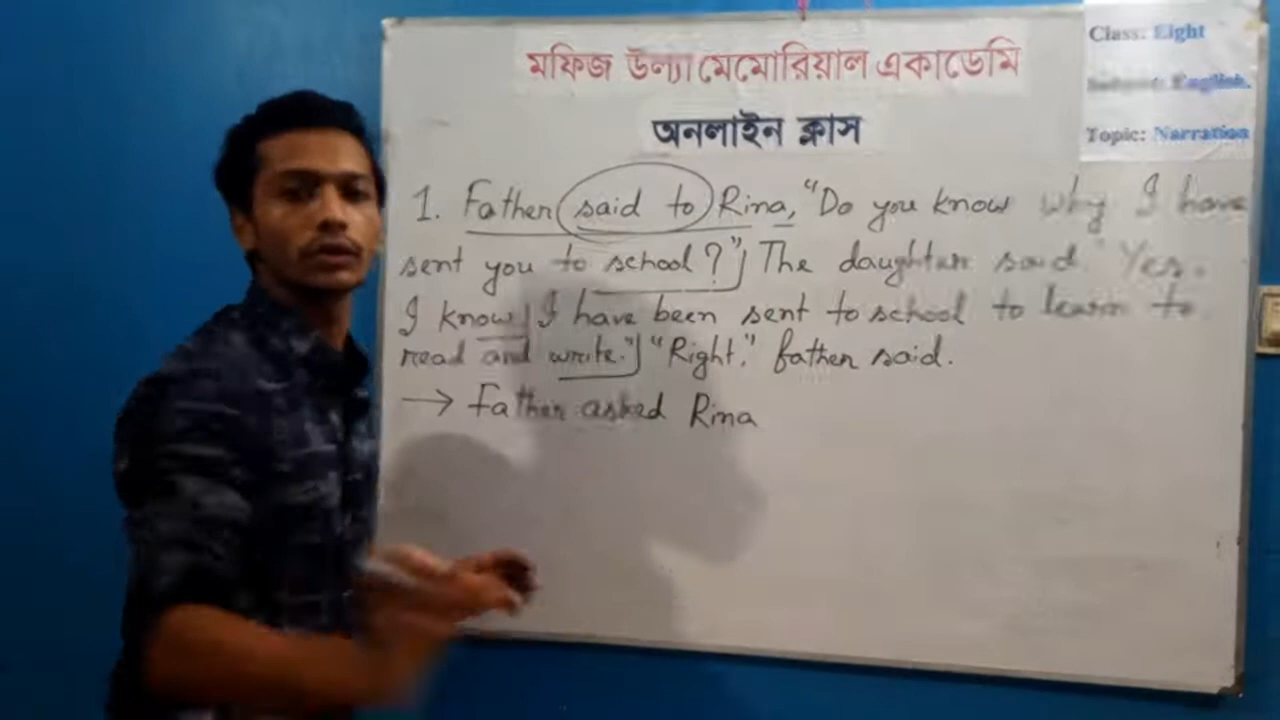 মফিজ উল্যা মেমোরিয়াল একাডেমি
অনলাইন ক্লাস
Class: Eight
Subject: English.
Topic: Narration
1. Father said to Rina, "Do you know why I have
sent you to school?" The daughter said "Yes.
I know I have been sent to school to learn to
read and write." "Right." father said.
→ Father asked Rina